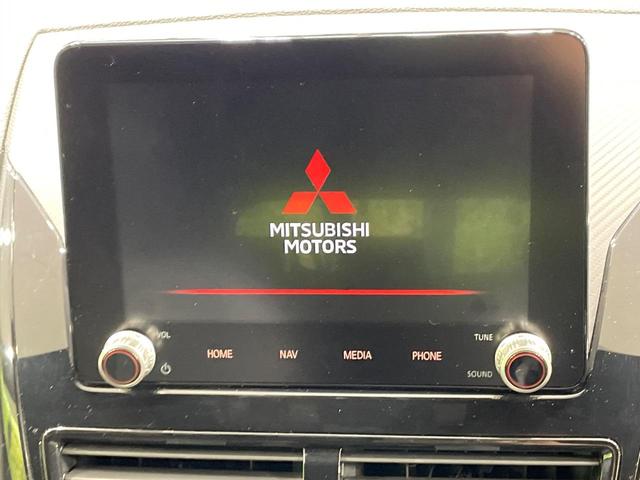 MITSUBISHI
MOTORS
VOL
TUNE
HOME NAV MEDIA PHONE
SOUND